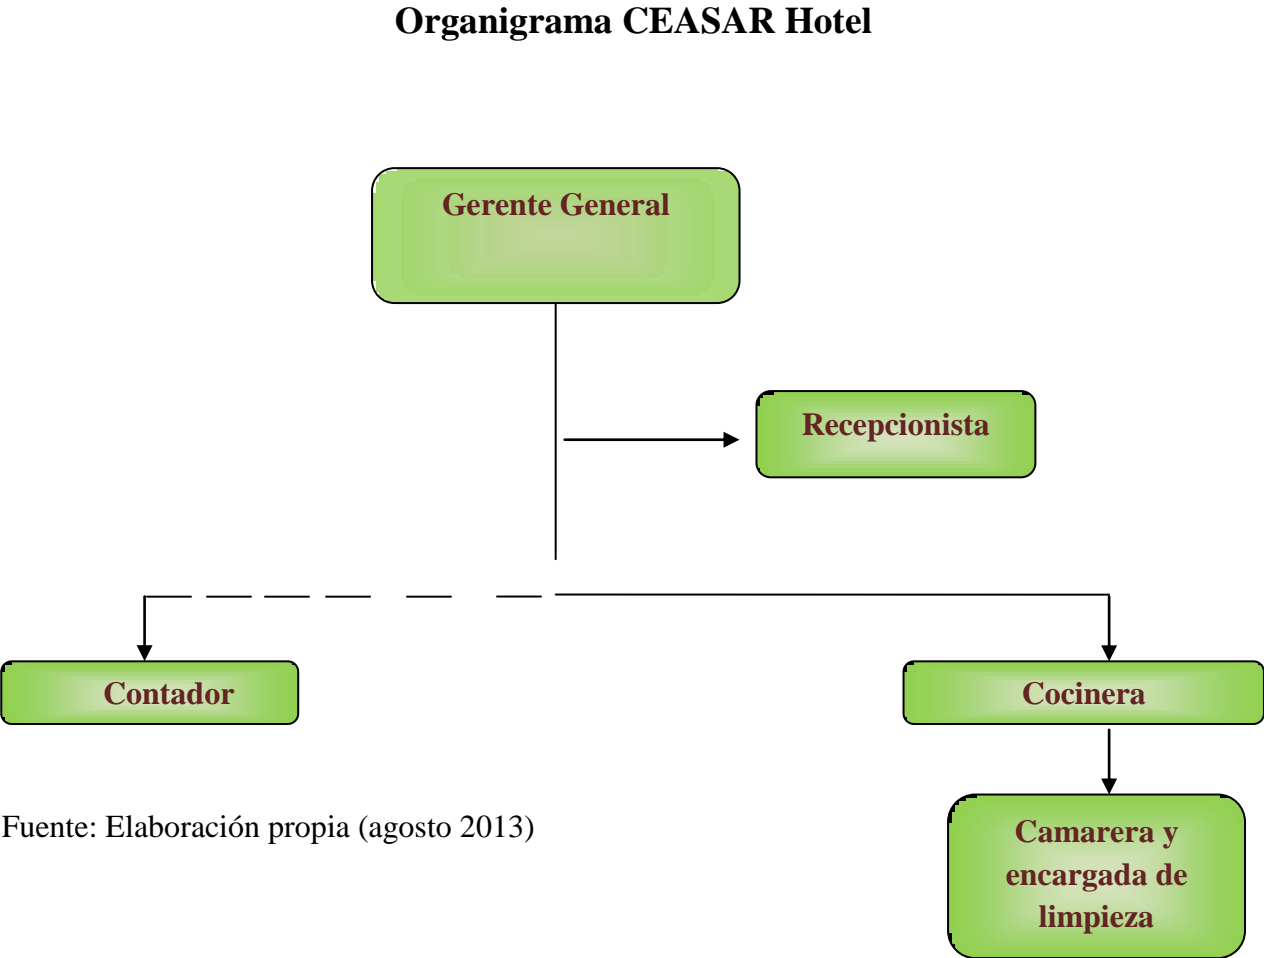 Organigrama CEASAR Hotel
Gerente General
Recepcionista
Contador
Cocinera
Fuente: Elaboración propia (agosto 2013)
Camarera y
encargada de
limpieza